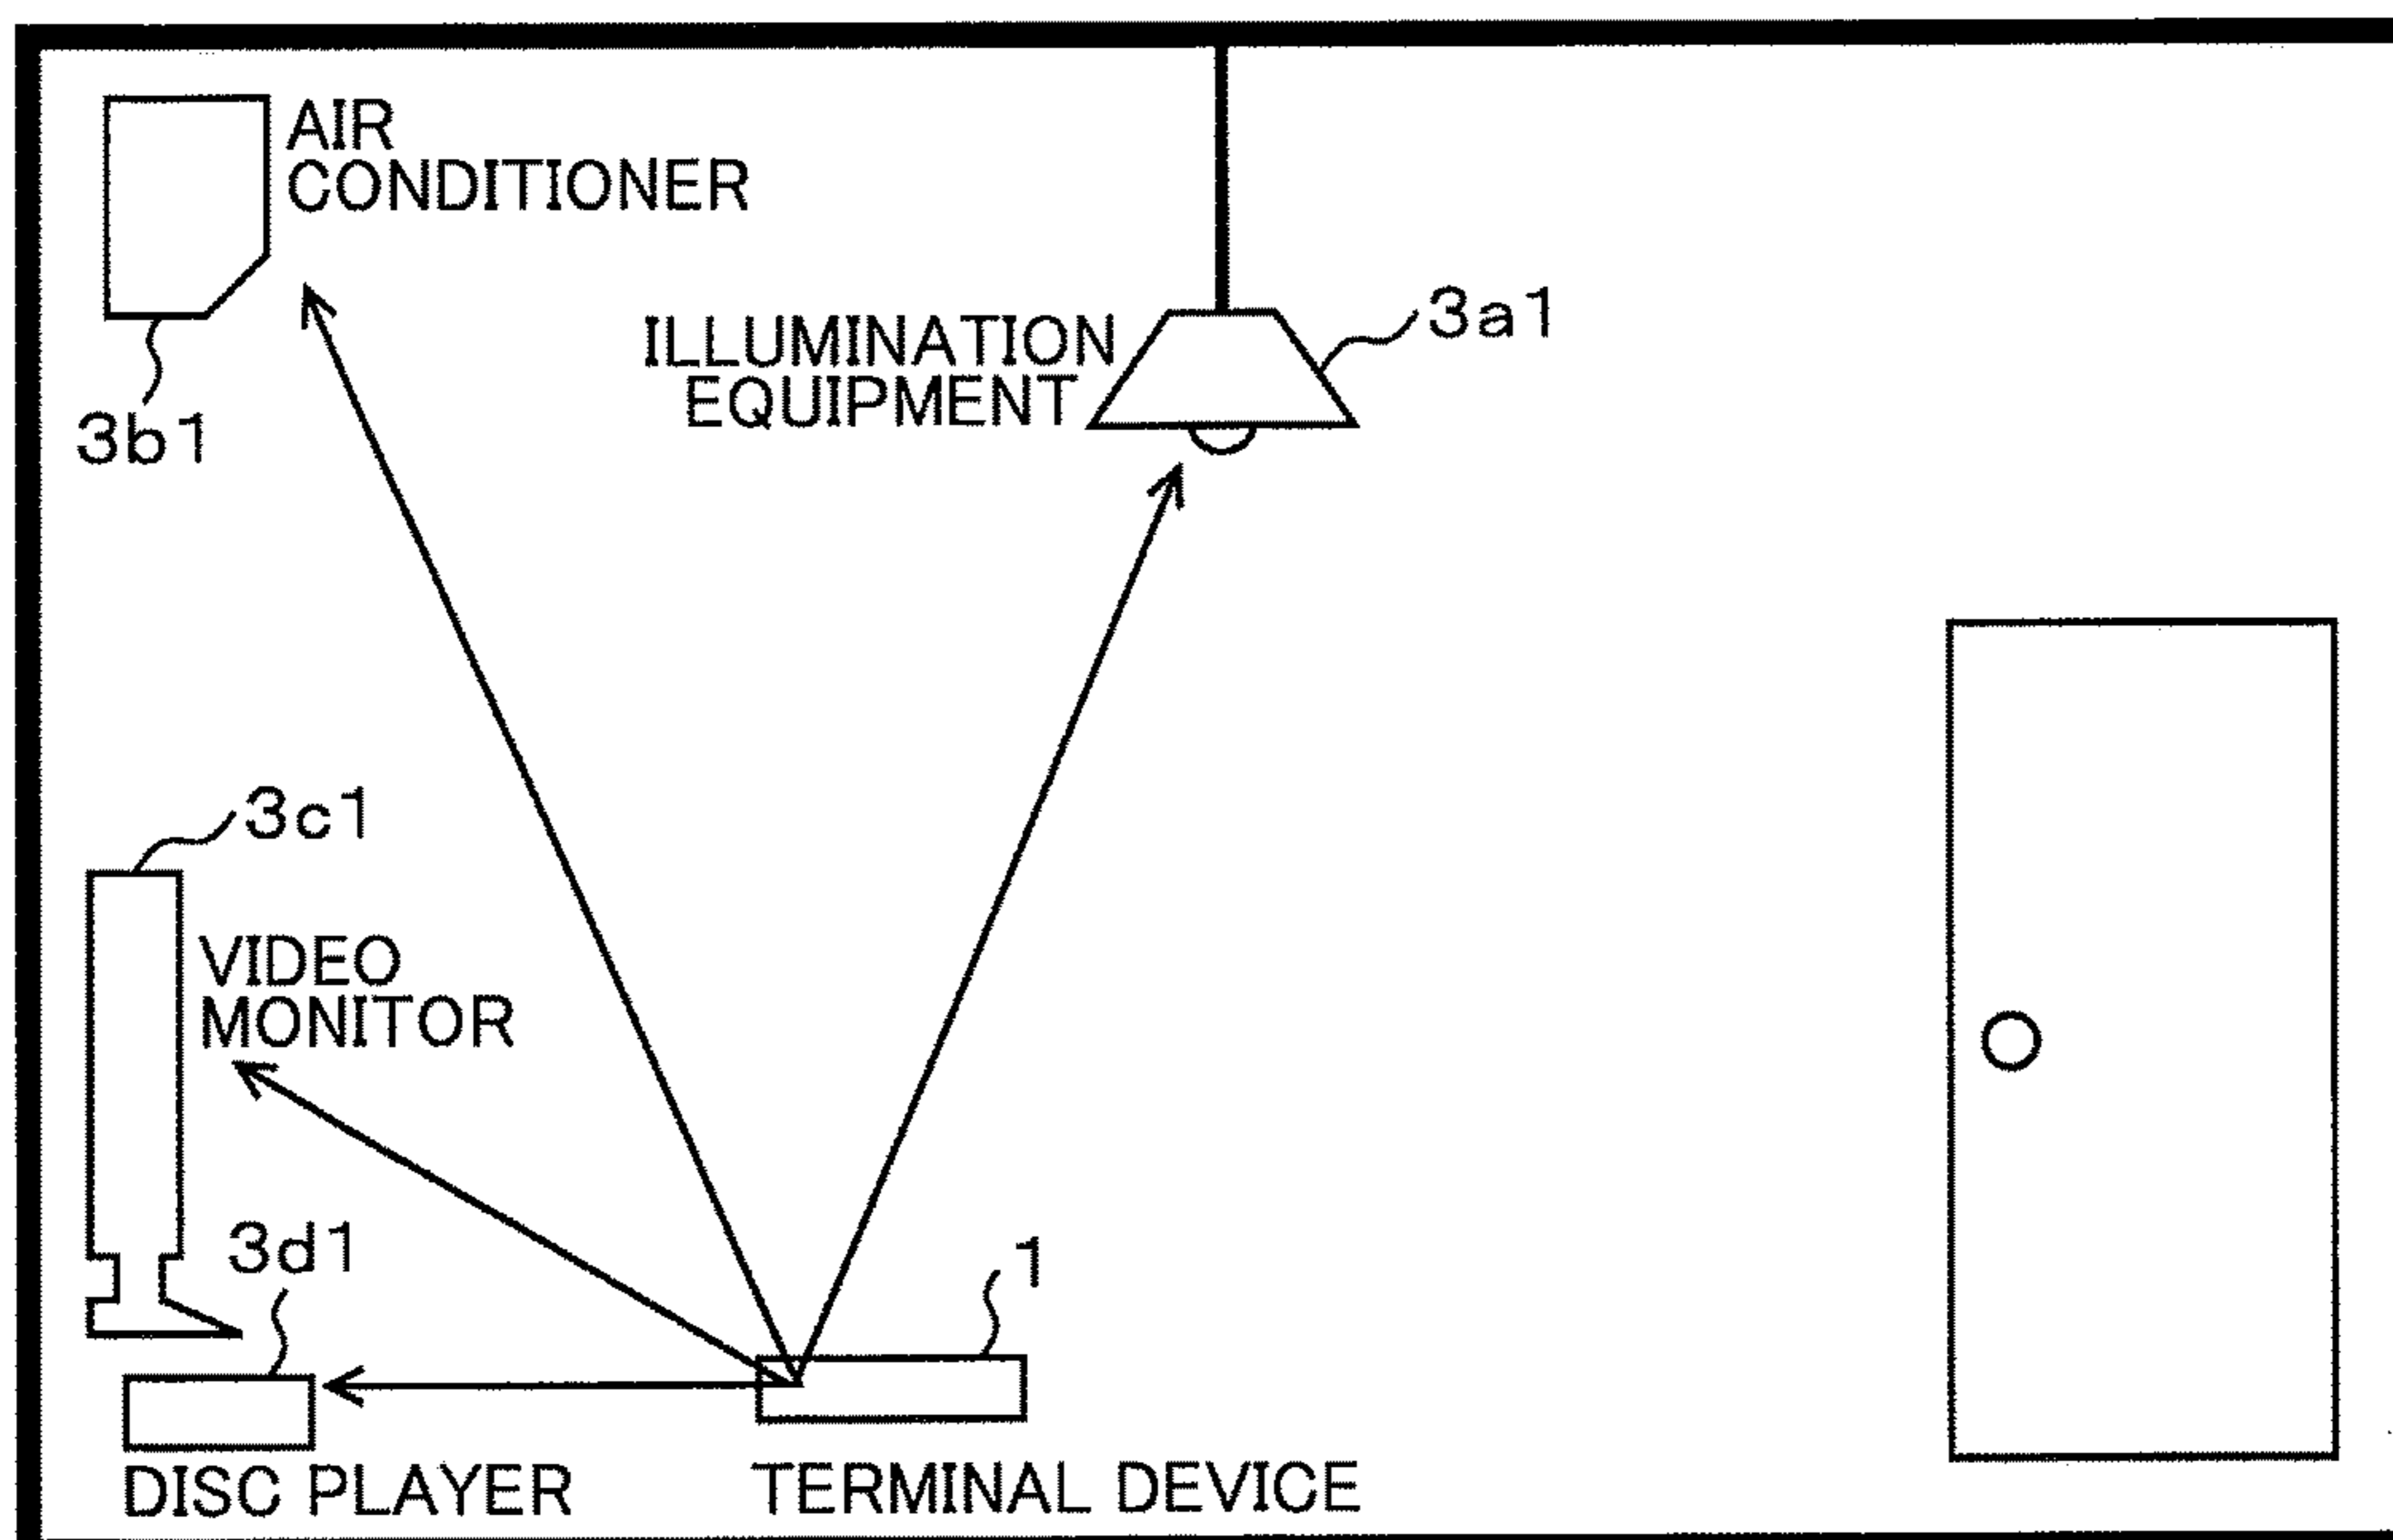 AIR
CONDITIONER
3b1
ILLUMINATION
EQUIPMENT
3a1
3c1
VIDEO
MONITOR
3d1
1
DISC PLAYER
TERMINAL DEVICE